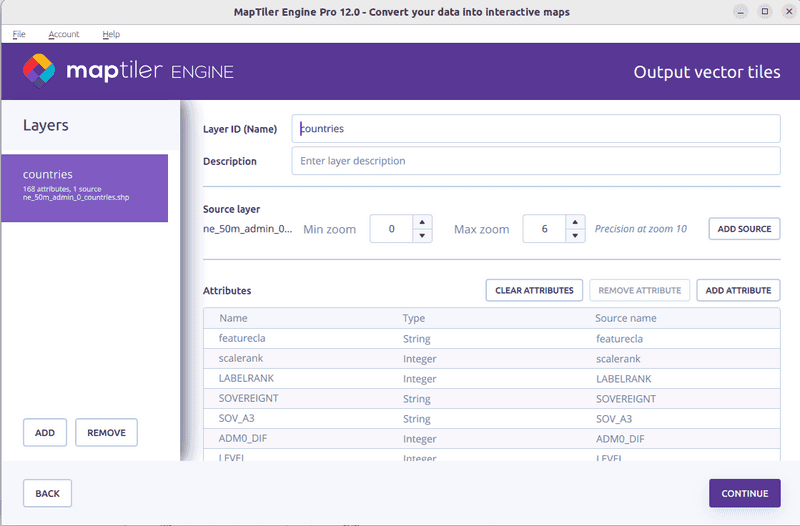 MapTiler Engine Pro 12.0 - Convert your data into interactive maps
File Account Help
maptiler ENGINE
Output vector tiles
Layers
countries
168 attributes, 1 source
ne_50m_admin_0_countries.shp
ADD REMOVE
Layer ID (Name) countries
Description Enter layer description
Source layer
ne_50m_admin_0... Min zoom 0 Max zoom 6 Precision at zoom 10 ADD SOURCE
Attributes CLEAR ATTRIBUTES REMOVE ATTRIBUTE ADD ATTRIBUTE
Name Type Source name
featurecla String featurecla
scalerank Integer scalerank
LABELRANK Integer LABELRANK
SOVEREIGNT String SOVEREIGNT
SOV_A3 String SOV_A3
ADM0_DIF Integer ADM0_DIF
LEVEL Integer LEVEL
BACK CONTINUE